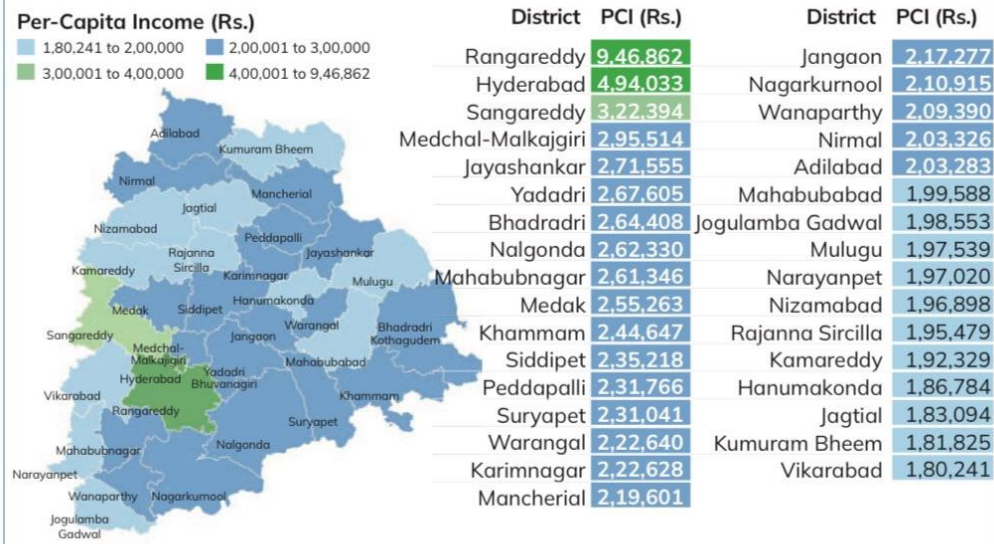 Per-Capita Income (Rs.)
1,80,241 to 2,00,000
2,00,001 to 3,00,000
3,00,001 to 4,00,000
4,00,001 to 9,46,862
Adilabad
Kumuram Bheem
Nirmal
Mancherial
Jagtial
Nizamabad
Peddapalli
Rajanna
Sircilla
Jayashankar
Kamareddy
Karimnagar
Mulugu
Hanumakonda
Medak
Siddipet
Warangal
Bhadradri
Kothagudem
Sangareddy
Jangaon
Medchal-
Malkajigiri
Mahabubabad
Hyderabad
Yadadri
Bhuvanagiri
Vikarabad
Khammam
Rangareddy
Suryapet
Nalgonda
Mahabubnagar
Narayanpet
Wanaparthy
Nagarkurnool
Jogulamba
Gadwal
District PCI (Rs.)
Rangareddy 9,46,862
Hyderabad 4,94,033
Sangareddy 3,22,394
Medchal-Malkajgiri 2,95,514
Jayashankar 2,71,555
Yadadri 2,67,605
Bhadradri 2,64,408
Nalgonda 2,62,330
Mahabubnagar 2,61,346
Medak 2,55,263
Khammam 2,44,647
Siddipet 2,35,218
Peddapalli 2,31,766
Suryapet 2,31,041
Warangal 2,22,640
Karimnagar 2,22,628
Mancherial 2,19,601
District PCI (Rs.)
Jangaon 2,17,277
Nagarkurnool 2,10,915
Wanaparthy 2,09,390
Nirmal 2,03,326
Adilabad 2,03,283
Mahabubabad 1,99,588
Jogulamba Gadwal 1,98,553
Mulugu 1,97,539
Narayanpet 1,97,020
Nizamabad 1,96,898
Rajanna Sircilla 1,95,479
Kamareddy 1,92,329
Hanumakonda 1,86,784
Jagtial 1,83,094
Kumuram Bheem 1,81,825
Vikarabad 1,80,241